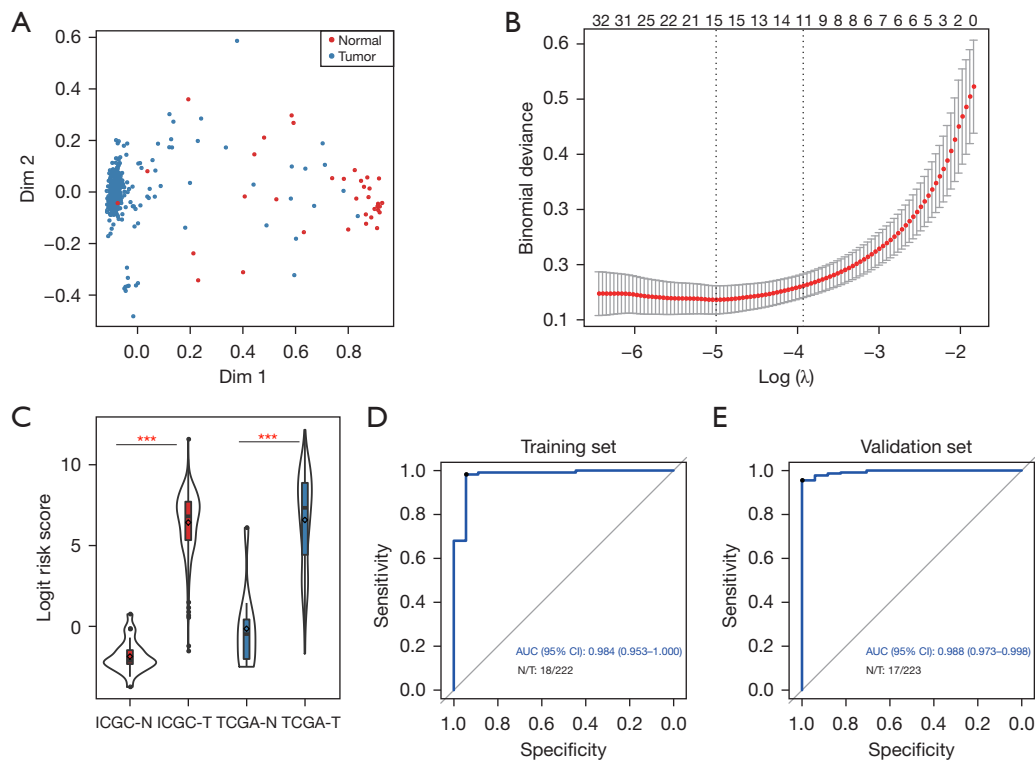 A
Normal
Tumor
0.6
0.4
0.2
0.0
−0.2
−0.4
Dim 2
0.0 0.2 0.4 0.6 0.8
Dim 1
B
32 31 25 22 21 15 15 13 14 11 9 8 8 6 7 6 6 5 3 2 0
0.6
0.5
0.3
0.3
0.1
Binomial deviance
−6 −5 −4 −3 −2
Log (λ)
C
***
***
10
5
0
Logit risk score
ICGC-N ICGC-T TCGA-N TCGA-T
D
Training set
1.0
0.8
0.6
0.4
0.2
0.0
Sensitivity
AUC (95% CI): 0.984 (0.953–1.000)
N/T: 18/222
1.0 0.8 0.6 0.4 0.2 0.0
Specificity
E
Validation set
1.0
0.8
0.6
0.4
0.2
0.0
Sensitivity
AUC (95% CI): 0.988 (0.973–0.998)
N/T: 17/223
1.0 0.8 0.6 0.4 0.2 0.0
Specificity